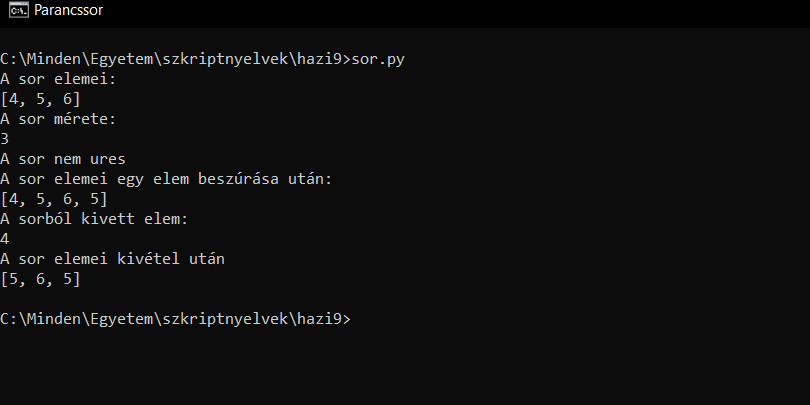 Parancssor
C:\Minden\Egyetem\szkriptnyelvek\hazi9>sor.py
A sor elemei:
[4, 5, 6]
A sor mérete:
3
A sor nem ures
A sor elemei egy elem beszúrása után:
[4, 5, 6, 5]
A sorból kivett elem:
4
A sor elemei kivétel után
[5, 6, 5]
C:\Minden\Egyetem\szkriptnyelvek\hazi9>